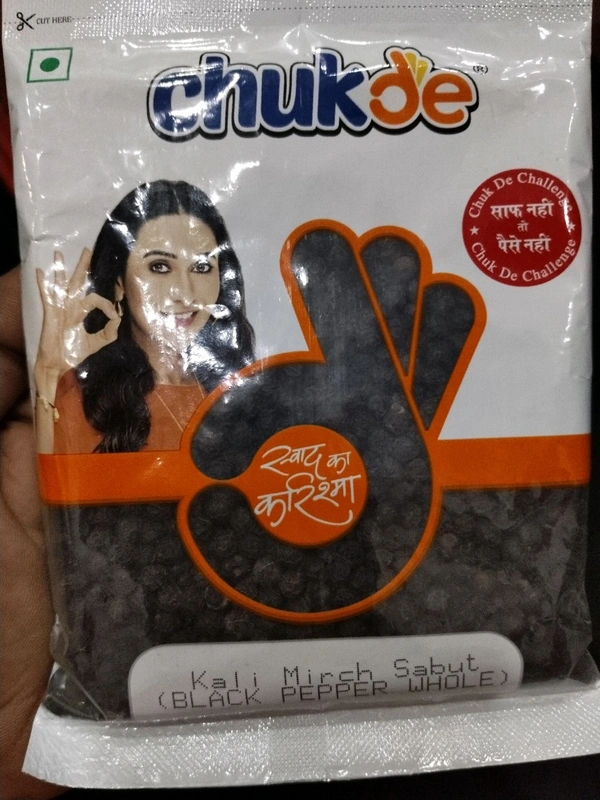 CUT HERE
chukde
(R)
Chuk De Challenge
साफ नहीं
तो
पैसे नहीं
Chuk De Challenge
स्वाद का
करिश्मा
Kali Mirch Sabut
(BLACK PEPPER WHOLE)